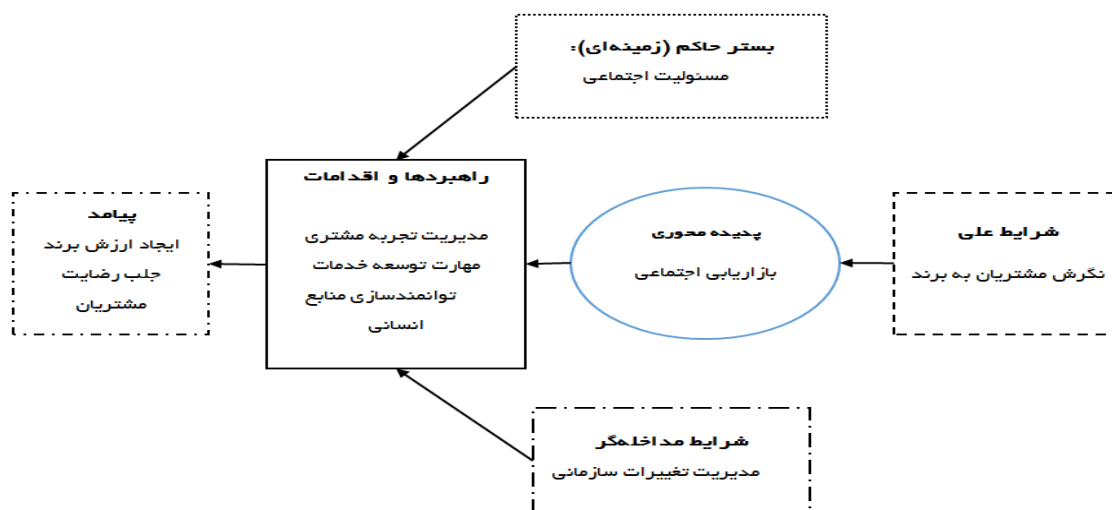 بستر حاکم (زمینه‌ای):
مسئولیت اجتماعی
شرایط علی
نگرش مشتریان به برند
پدیده محوری
بازاریابی اجتماعی
راهبردها و اقدامات
مدیریت تجربه مشتری
مهارت توسعه خدمات
توانمندسازی منابع
انسانی
پیامد
ایجاد ارزش برند
جلب رضایت
مشتریان
شرایط مداخله‌گر
مدیریت تغییرات سازمانی